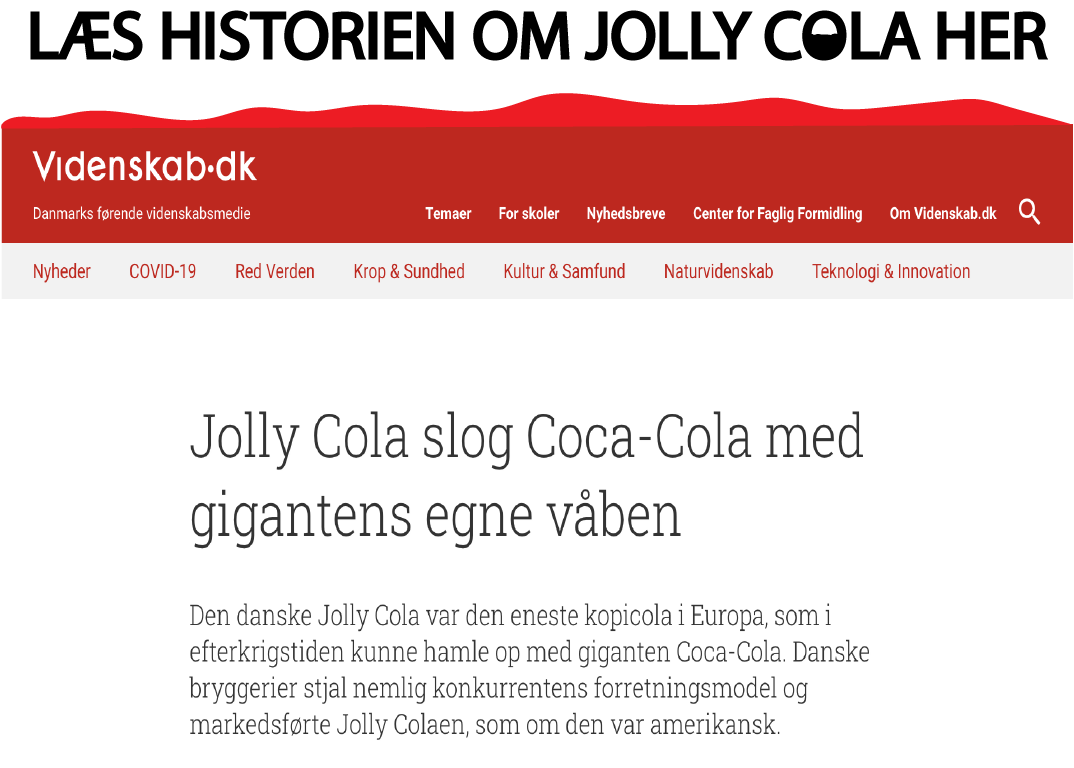 LÆS HISTORIEN OM JOLLY COLA HER
Videnskab·dk
Danmarks førende videnskabsmedie
Temaer For skoler Nyhedsbreve Center for Faglig Formidling Om Videnskab.dk
Nyheder COVID-19 Red Verden Krop & Sundhed Kultur & Samfund Naturvidenskab Teknologi & Innovation
Jolly Cola slog Coca-Cola med
gigantens egne våben
Den danske Jolly Cola var den eneste kopicola i Europa, som i
efterkrigstiden kunne hamle op med giganten Coca-Cola. Danske
bryggerier stjal nemlig konkurrentens forretningsmodel og
markedsførte Jolly Colaen, som om den var amerikansk.